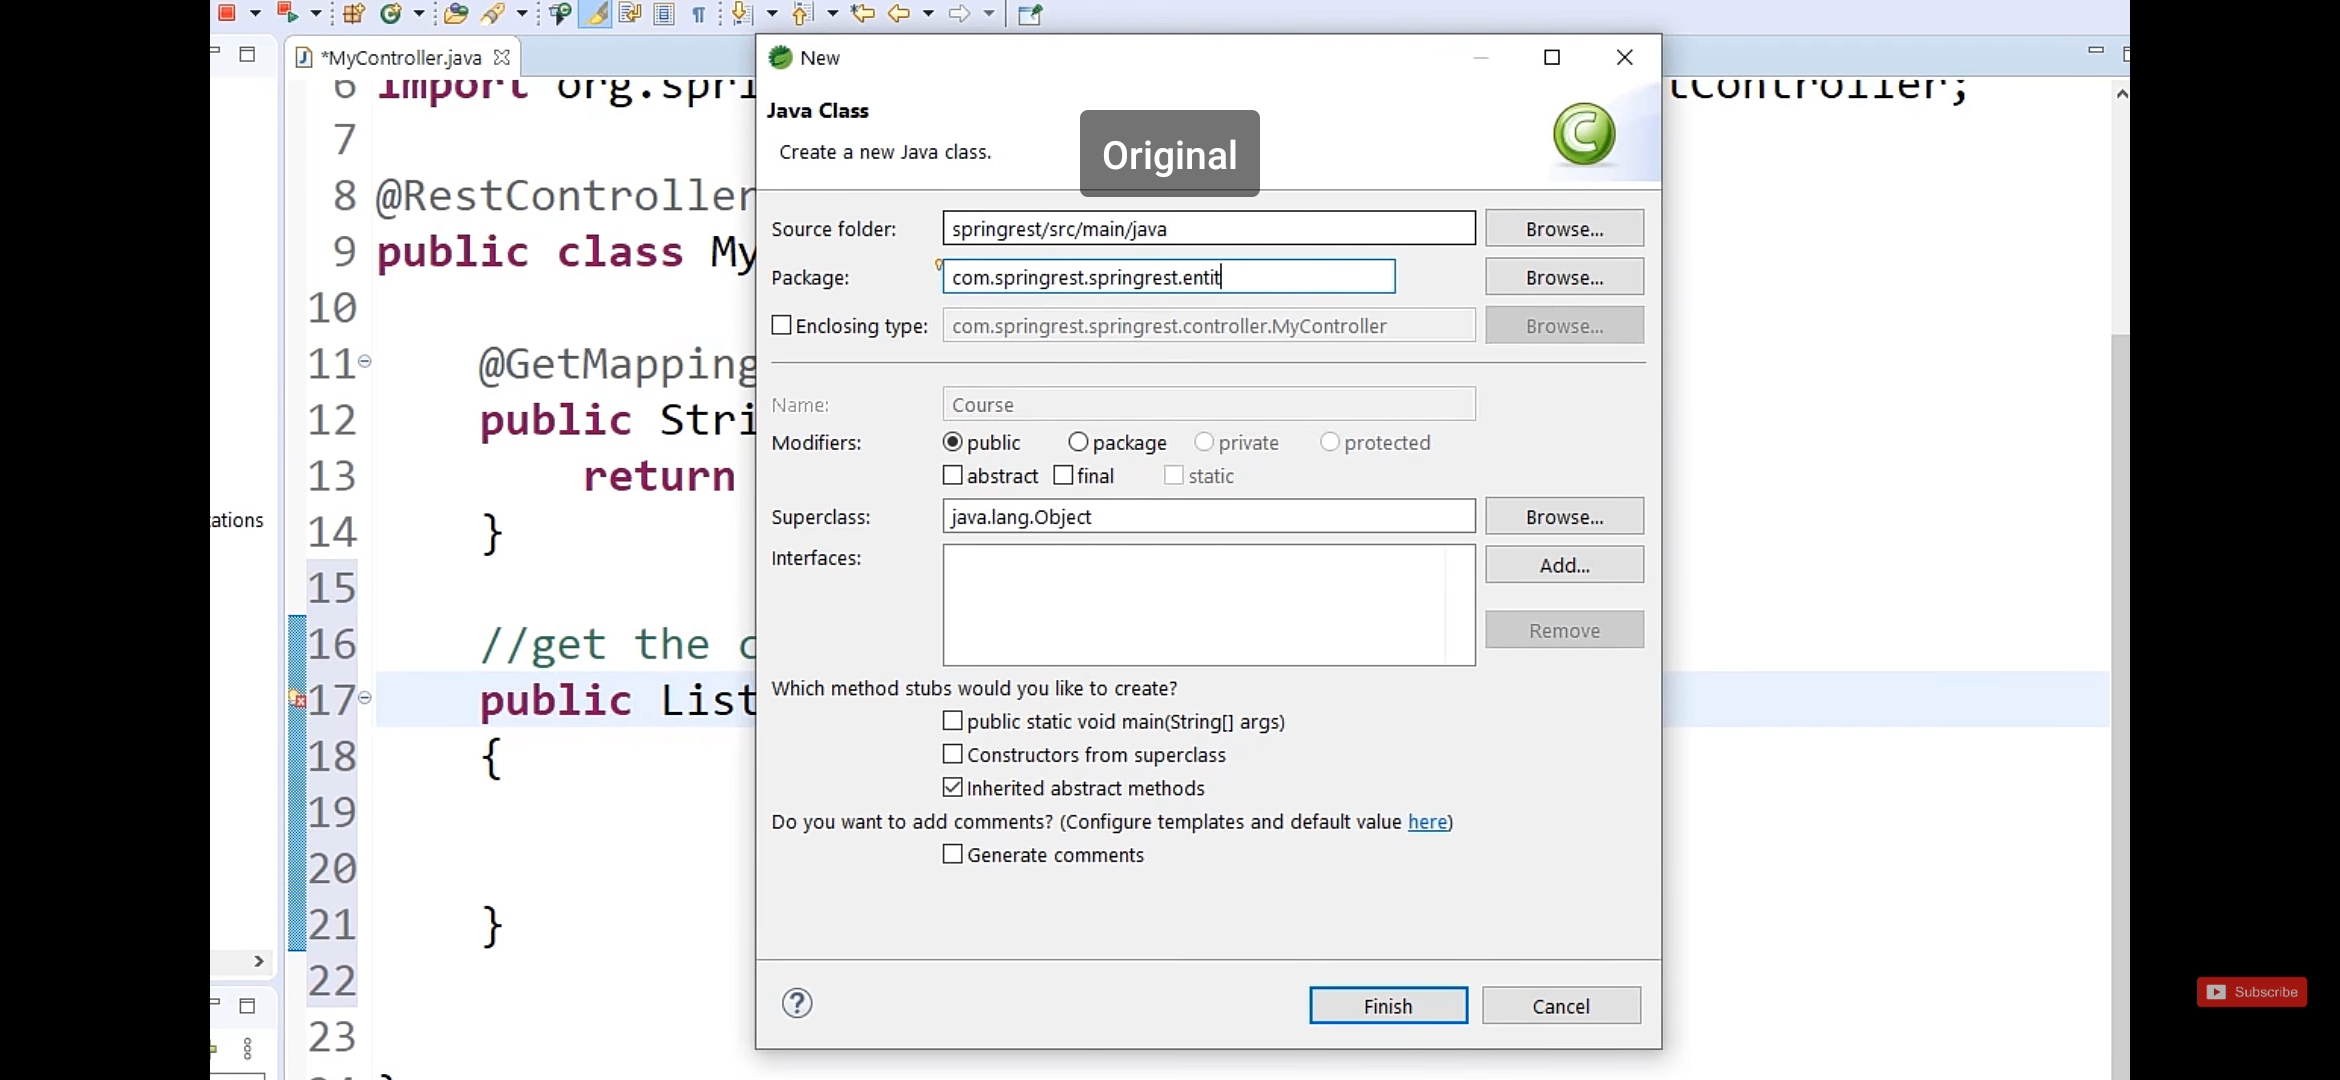 *MyController.java
New
Java Class
Create a new Java class.
Original
Source folder: springrest/src/main/java Browse...
Package: com.springrest.springrest.entit Browse...
Enclosing type: com.springrest.springrest.controller.MyController Browse...
Name: Course
Modifiers: public package private protected
abstract final static
Superclass: java.lang.Object Browse...
Interfaces: Add...
Remove
Which method stubs would you like to create?
public static void main(String[] args)
Constructors from superclass
Inherited abstract methods
Do you want to add comments? (Configure templates and default value here)
Generate comments
Finish Cancel
6 import org.spri tController;
7
8 @RestController
9 public class My
10
11 @GetMapping
12 public Stri
13 return
14 }
15
16 //get the c
17 public List
18 {
19
20
21 }
22
23
ations
Subscribe